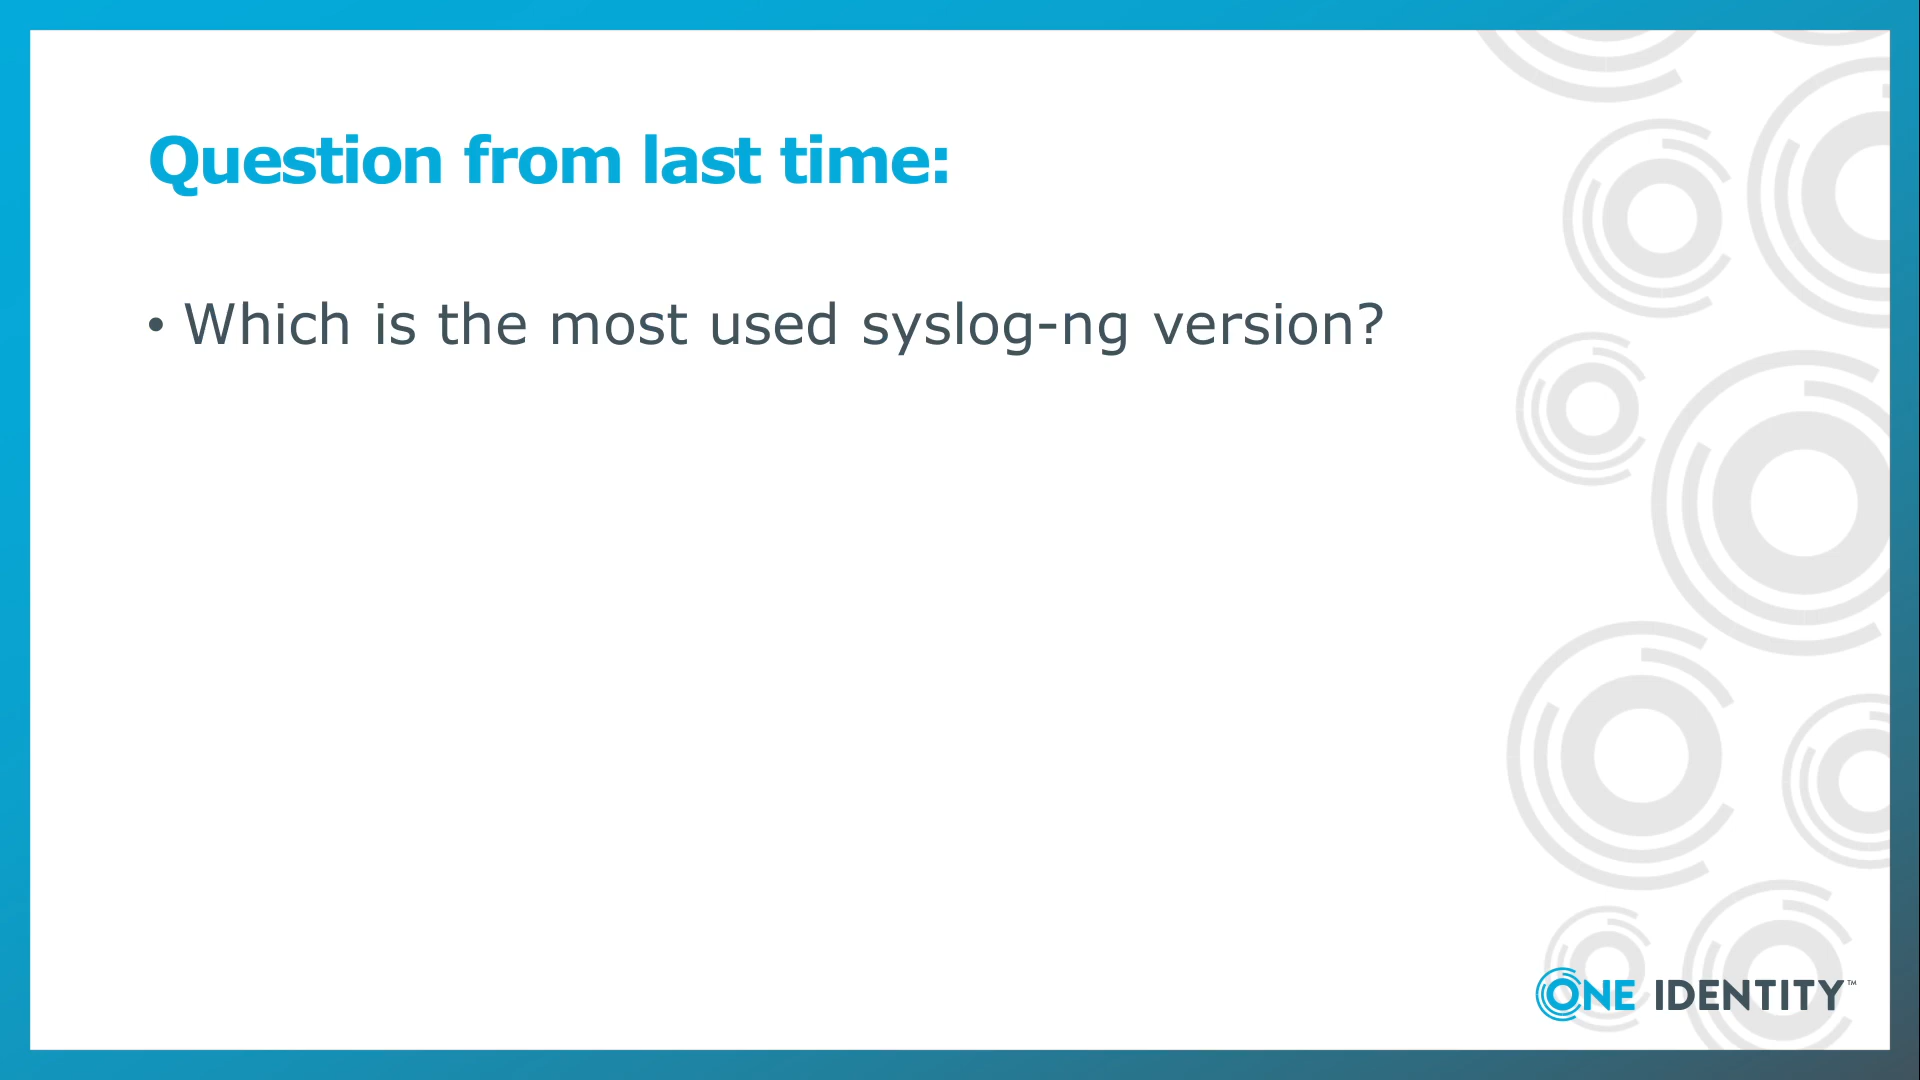 Question from last time:
• Which is the most used syslog-ng version?
ONE IDENTITY™